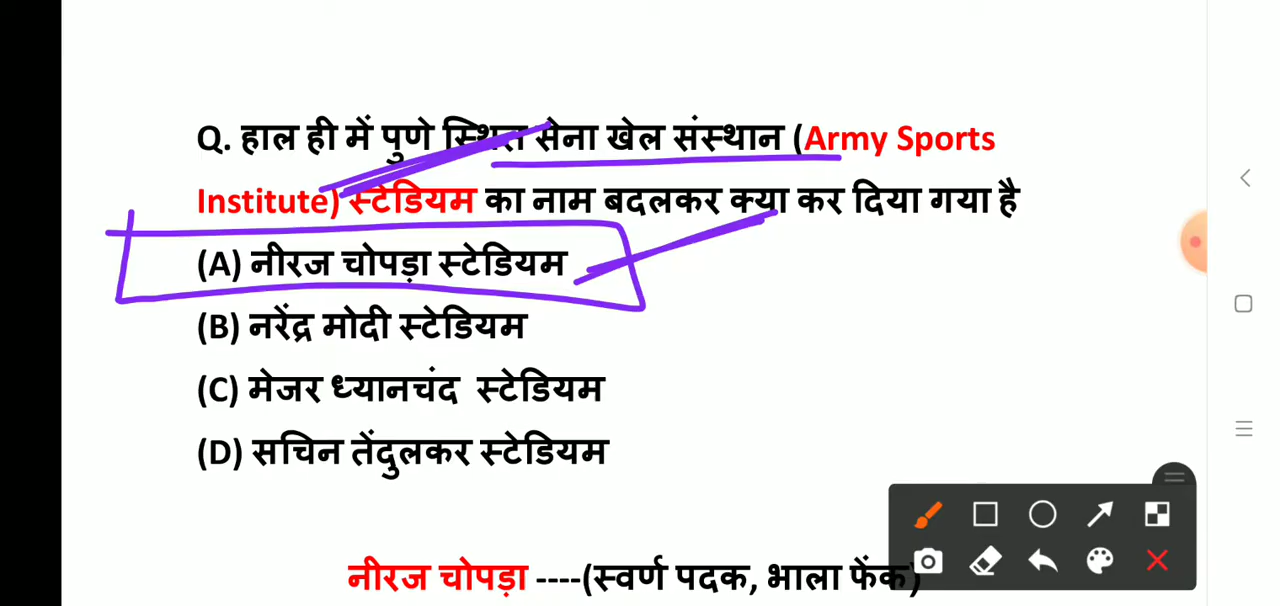 Q. हाल ही में पुणे स्थित सेना खेल संस्थान (Army Sports
Institute) स्टेडियम का नाम बदलकर क्या कर दिया गया है
(A) नीरज चोपड़ा स्टेडियम
(B) नरेंद्र मोदी स्टेडियम
(C) मेजर ध्यानचंद स्टेडियम
(D) सचिन तेंदुलकर स्टेडियम
नीरज चोपड़ा ----(स्वर्ण पदक, भाला फेंक)